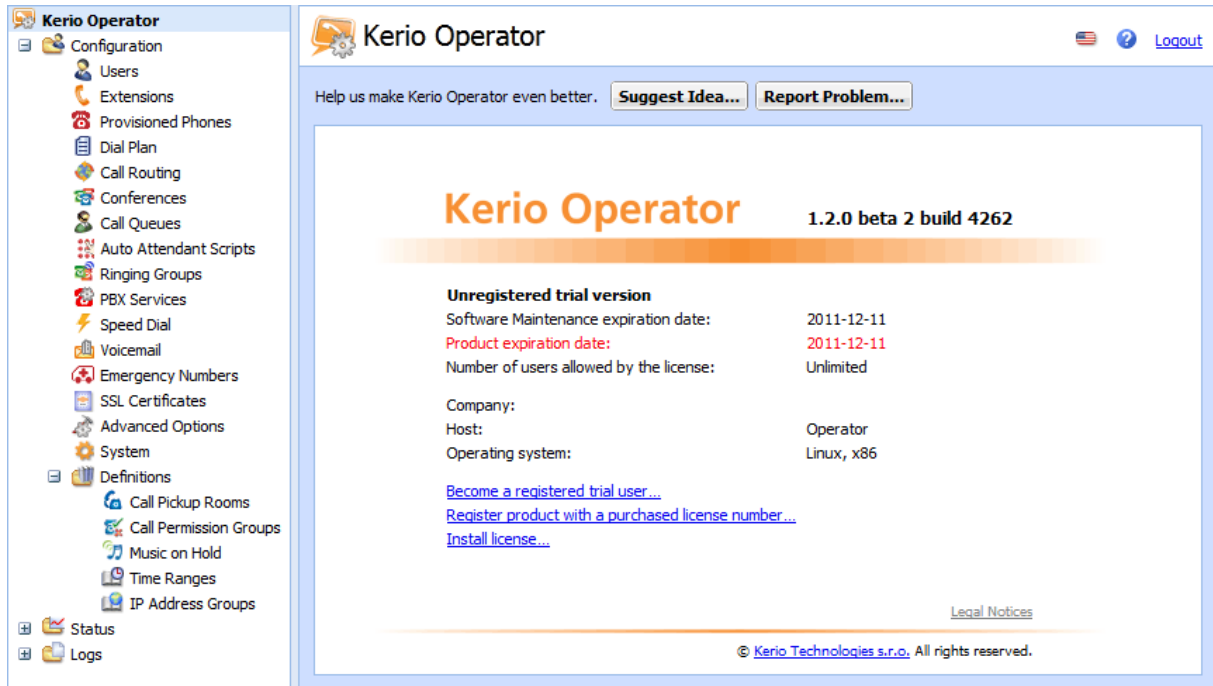 Kerio Operator
Configuration
Users
Extensions
Provisioned Phones
Dial Plan
Call Routing
Conferences
Call Queues
Auto Attendant Scripts
Ringing Groups
PBX Services
Speed Dial
Voicemail
Emergency Numbers
SSL Certificates
Advanced Options
System
Definitions
Call Pickup Rooms
Call Permission Groups
Music on Hold
Time Ranges
IP Address Groups
Status
Logs
Kerio Operator
Logout
Help us make Kerio Operator even better. Suggest Idea... Report Problem...
Kerio Operator 1.2.0 beta 2 build 4262
Unregistered trial version
Software Maintenance expiration date: 2011-12-11
Product expiration date: 2011-12-11
Number of users allowed by the license: Unlimited
Company:
Host: Operator
Operating system: Linux, x86
Become a registered trial user...
Register product with a purchased license number...
Install license...
Legal Notices
© Kerio Technologies s.r.o. All rights reserved.